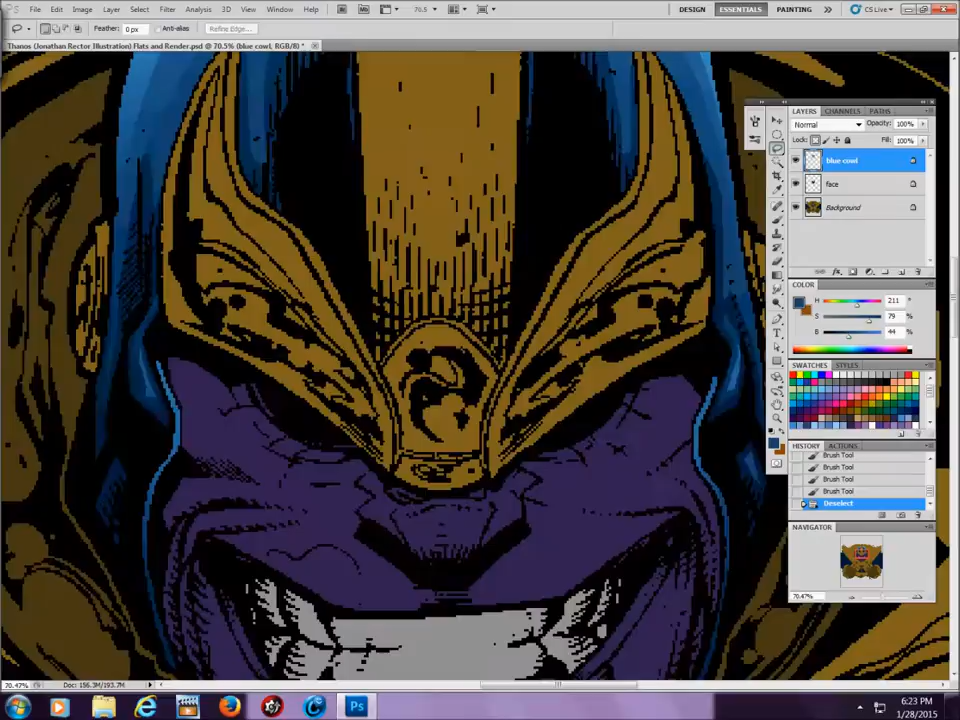 PS File Edit Image Layer Select Filter Analysis 3D View Window Help Mb 70.5 DESIGN ESSENTIALS PAINTING CS Live
Feather: 0 px Anti-alias Refine Edge...
Thanos (Jonathan Rector Illustration) Flats and Render.psd @ 70.5% (blue cowl, RGB/8) *
LAYERS CHANNELS PATHS
Normal Opacity: 100%
Lock: Fill: 100%
blue cowl
face
Background
fx
COLOR
H 211 °
S 79 %
B 44 %
SWATCHES STYLES
HISTORY ACTIONS
Brush Tool
Brush Tool
Brush Tool
Brush Tool
Deselect
NAVIGATOR
70.47%
70.47% Doc: 156.3M/193.7M
Ps
6:23 PM
1/28/2015